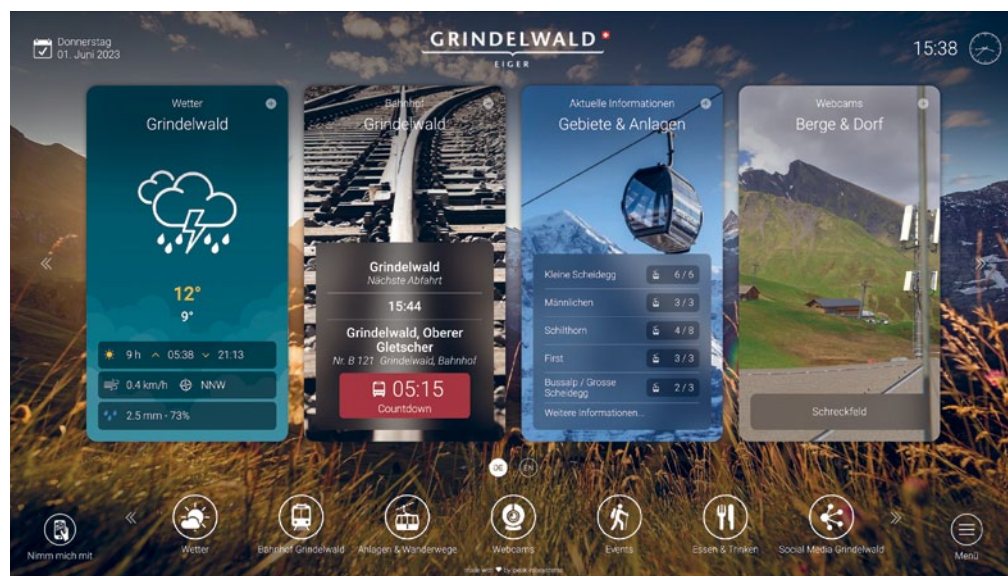 Donnerstag
01. Juni 2023
GRINDELWALD
EIGER
15:38
Wetter
Grindelwald
12°
9°
9 h 05:38 21:13
0.4 km/h NNW
2.5 mm - 73%
Bahnhof
Grindelwald
Grindelwald
Nächste Abfahrt
15:44
Grindelwald, Oberer
Gletscher
Nr. B 121 Grindelwald, Bahnhof
05:15
Countdown
Aktuelle Informationen
Gebiete & Anlagen
Kleine Scheidegg 6 / 6
Männlichen 3 / 3
Schilthorn 4 / 8
First 3 / 3
Bussalp / Grosse
Scheidegg 2 / 3
Weitere Informationen...
Webcams
Berge & Dorf
Schreckfeld
DE EN
Nimm mich mit
Wetter
Bahnhof Grindelwald
Anlagen & Wanderwege
Webcams
Events
Essen & Trinken
Social Media Grindelwald
Menü